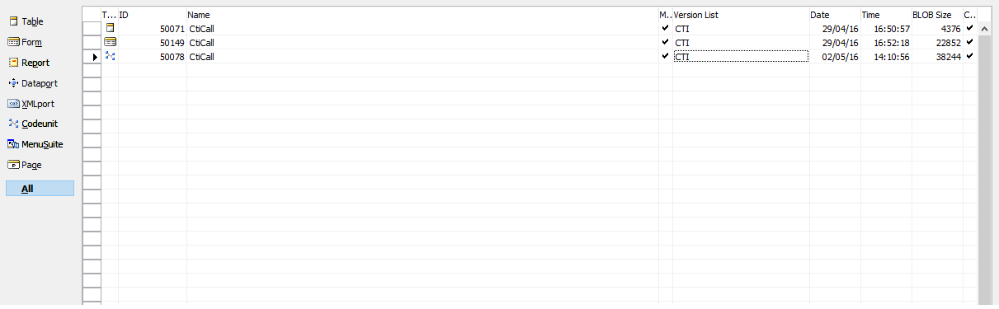 Table
Form
Report
Dataport
XMLport
Codeunit
MenuSuite
Page
All
T... ID Name M.. Version List Date Time BLOB Size C..
50071 CtiCall ✔ CTI 29/04/16 16:50:57 4376 ✔
50149 CtiCall ✔ CTI 29/04/16 16:52:18 22852 ✔
50078 CtiCall ✔ CTI 02/05/16 14:10:56 38244 ✔